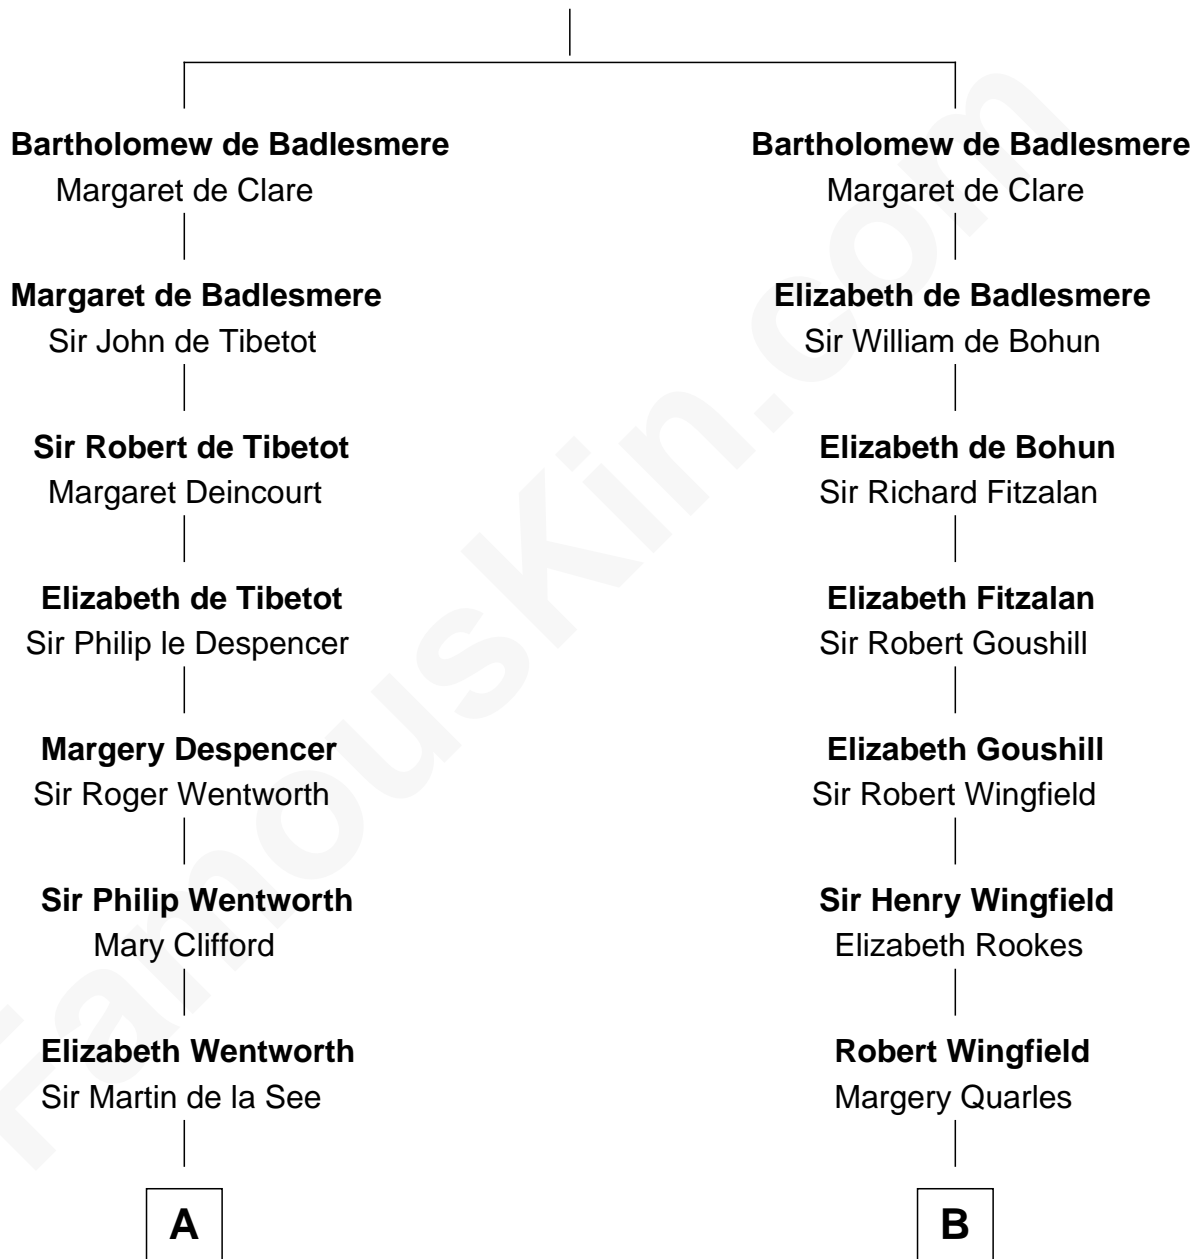 Bartholomew de Badlesmere
Margaret de Clare
Margaret de Badlesmere
Sir John de Tibetot
Sir Robert de Tibetot
Margaret Deincourt
Elizabeth de Tibetot
Sir Philip le Despencer
Margery Despencer
Sir Roger Wentworth
Sir Philip Wentworth
Mary Clifford
Elizabeth Wentworth
Sir Martin de la See
A
Bartholomew de Badlesmere
Margaret de Clare
Elizabeth de Badlesmere
Sir William de Bohun
Elizabeth de Bohun
Sir Richard Fitzalan
Elizabeth Fitzalan
Sir Robert Goushill
Elizabeth Goushill
Sir Robert Wingfield
Sir Henry Wingfield
Elizabeth Rookes
Robert Wingfield
Margery Quarles
B
FamousKin.com